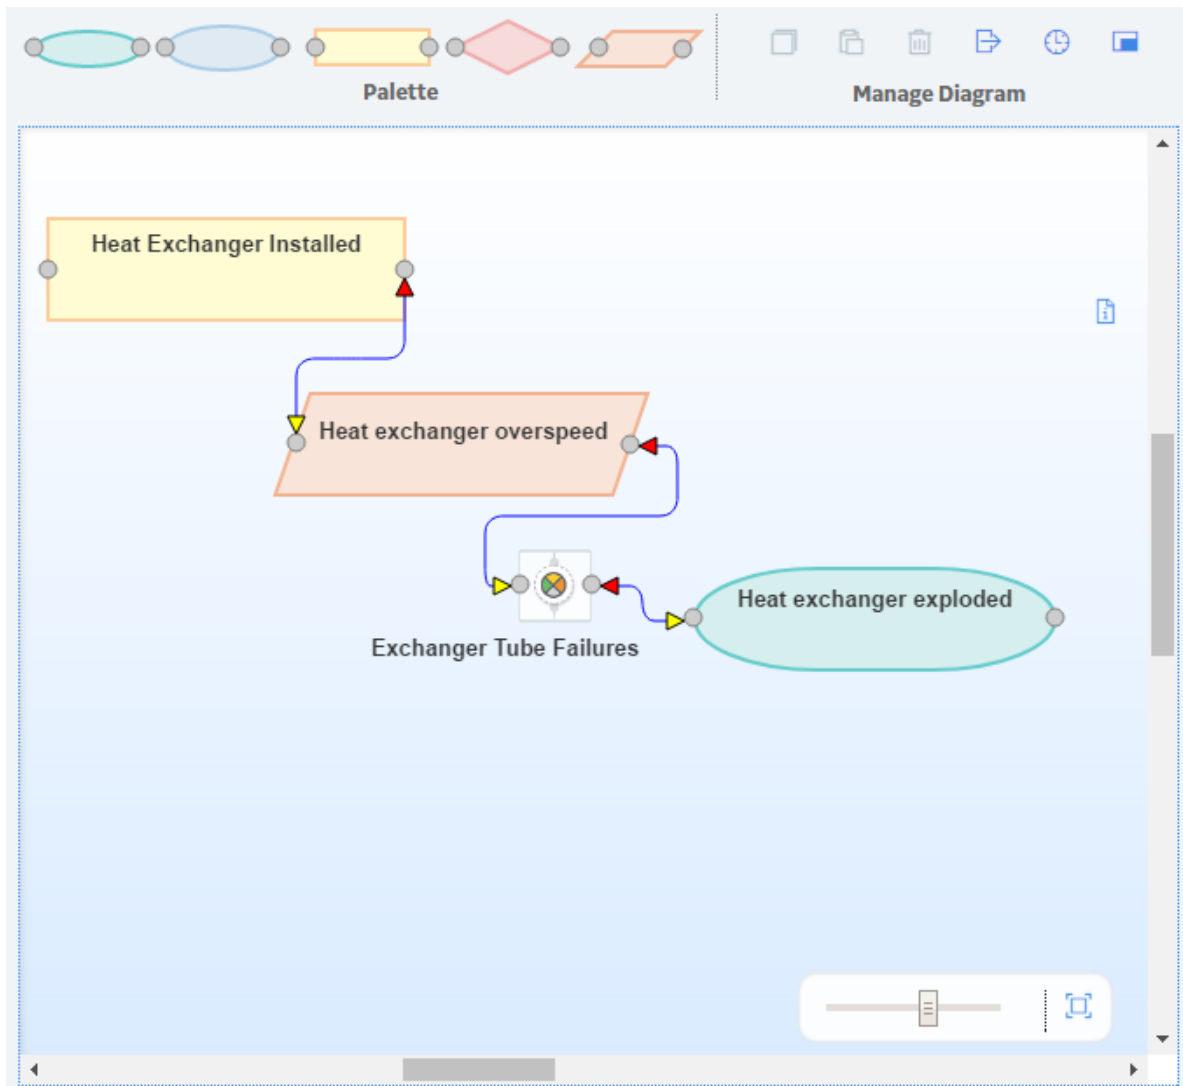 Palette
Manage Diagram
Heat Exchanger Installed
Heat exchanger overspeed
Exchanger Tube Failures
Heat exchanger exploded